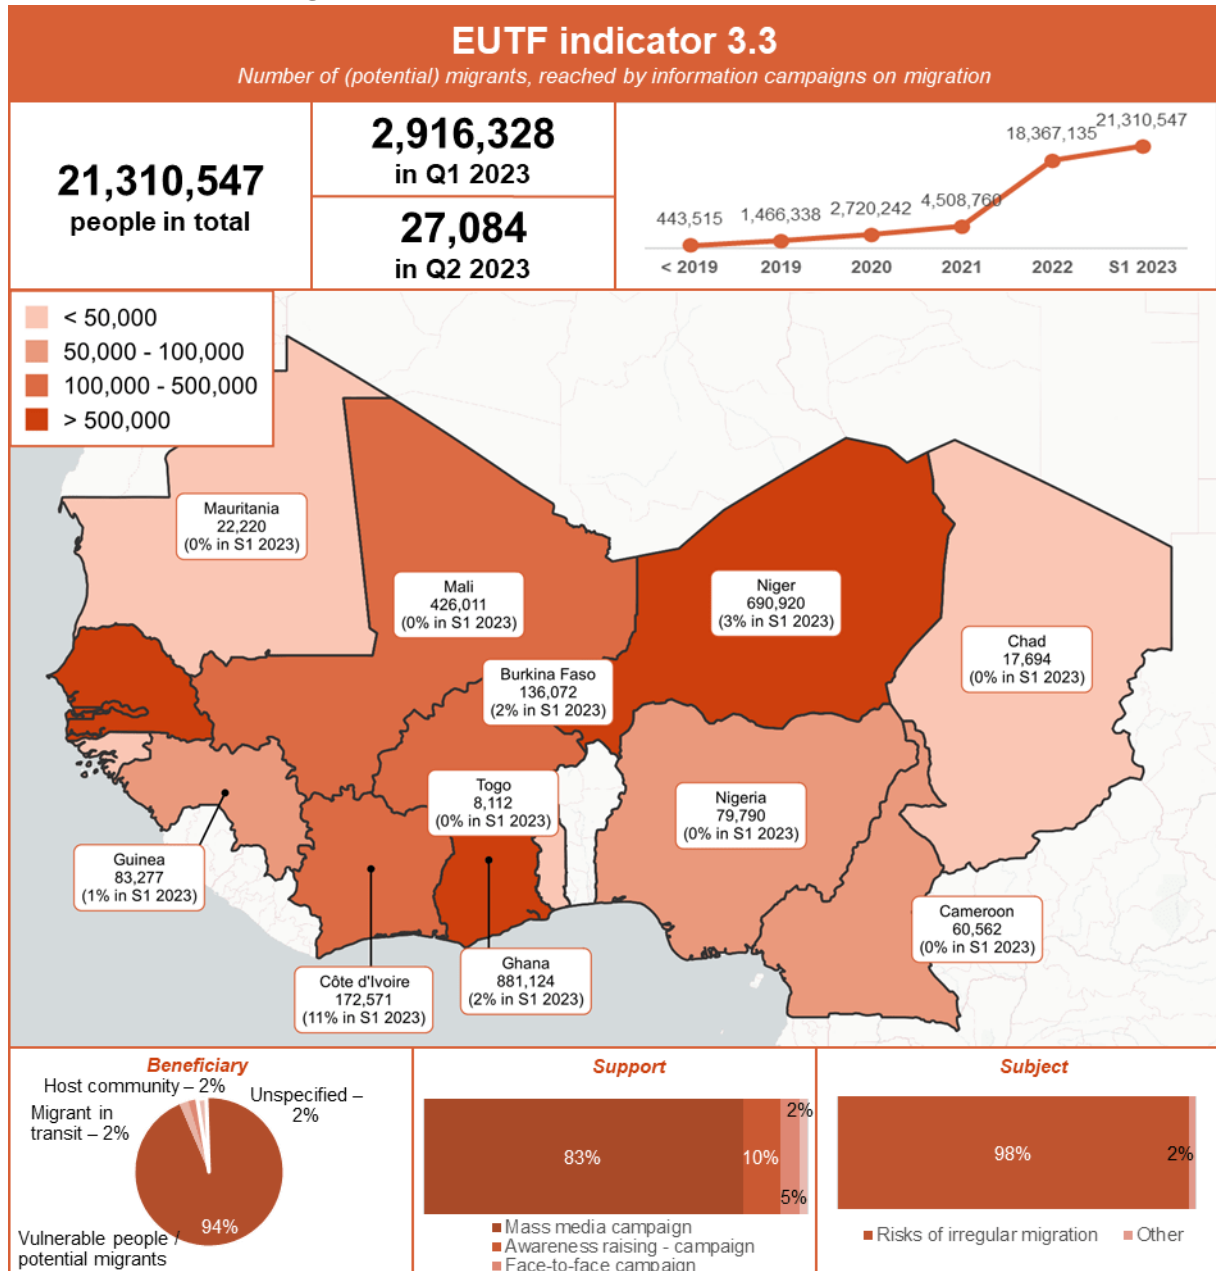 EUTF indicator 3.3
Number of (potential) migrants, reached by information campaigns on migration
21,310,547
people in total
2,916,328
in Q1 2023
27,084
in Q2 2023
443,515
1,466,338
2,720,242
4,508,760
18,367,135
21,310,547
< 2019
2019
2020
2021
2022
S1 2023
< 50,000
50,000 - 100,000
100,000 - 500,000
> 500,000
Mauritania
22,220
(0% in S1 2023)
Mali
426,011
(0% in S1 2023)
Niger
690,920
(3% in S1 2023)
Chad
17,694
(0% in S1 2023)
Burkina Faso
136,072
(2% in S1 2023)
Togo
8,112
(0% in S1 2023)
Nigeria
79,790
(0% in S1 2023)
Guinea
83,277
(1% in S1 2023)
Cameroon
60,562
(0% in S1 2023)
Côte d'Ivoire
172,571
(11% in S1 2023)
Ghana
881,124
(2% in S1 2023)
Beneficiary
Host community – 2%
Unspecified –
2%
Migrant in
transit – 2%
94%
Vulnerable people /
potential migrants
Support
83%
10%
2%
5%
Mass media campaign
Awareness raising - campaign
Face-to-face campaign
Subject
98%
2%
Risks of irregular migration
Other